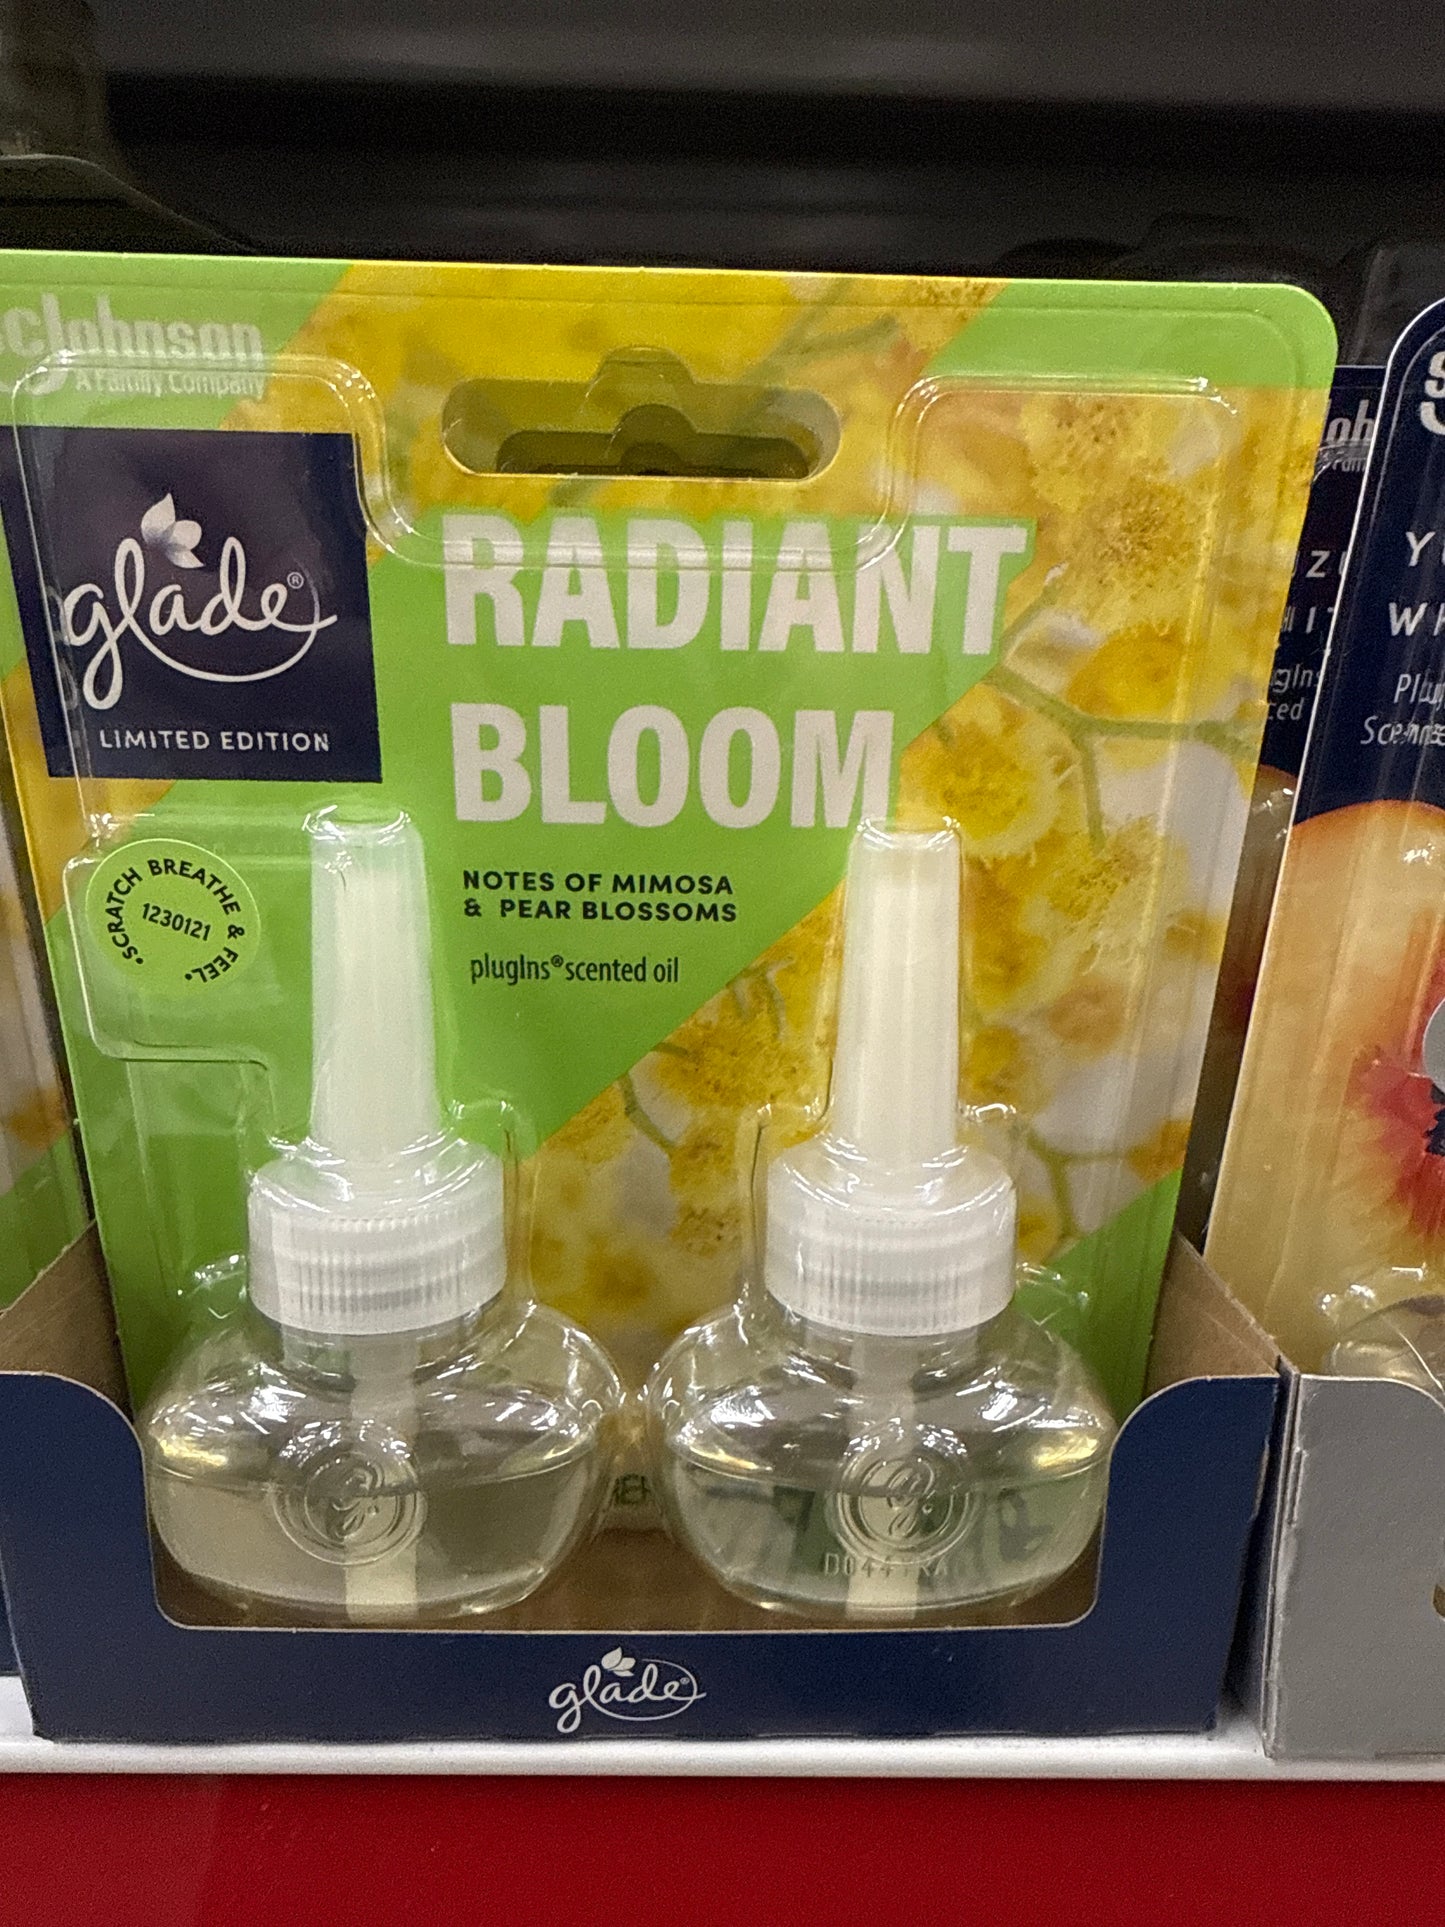 SCJohnson
A Family Company
glade®
LIMITED EDITION
RADIANT
BLOOM
NOTES OF MIMOSA
& PEAR BLOSSOMS
plugIns® scented oil
•SCRATCH BREATHE & FEEL•
1230121
g.
g.
glade